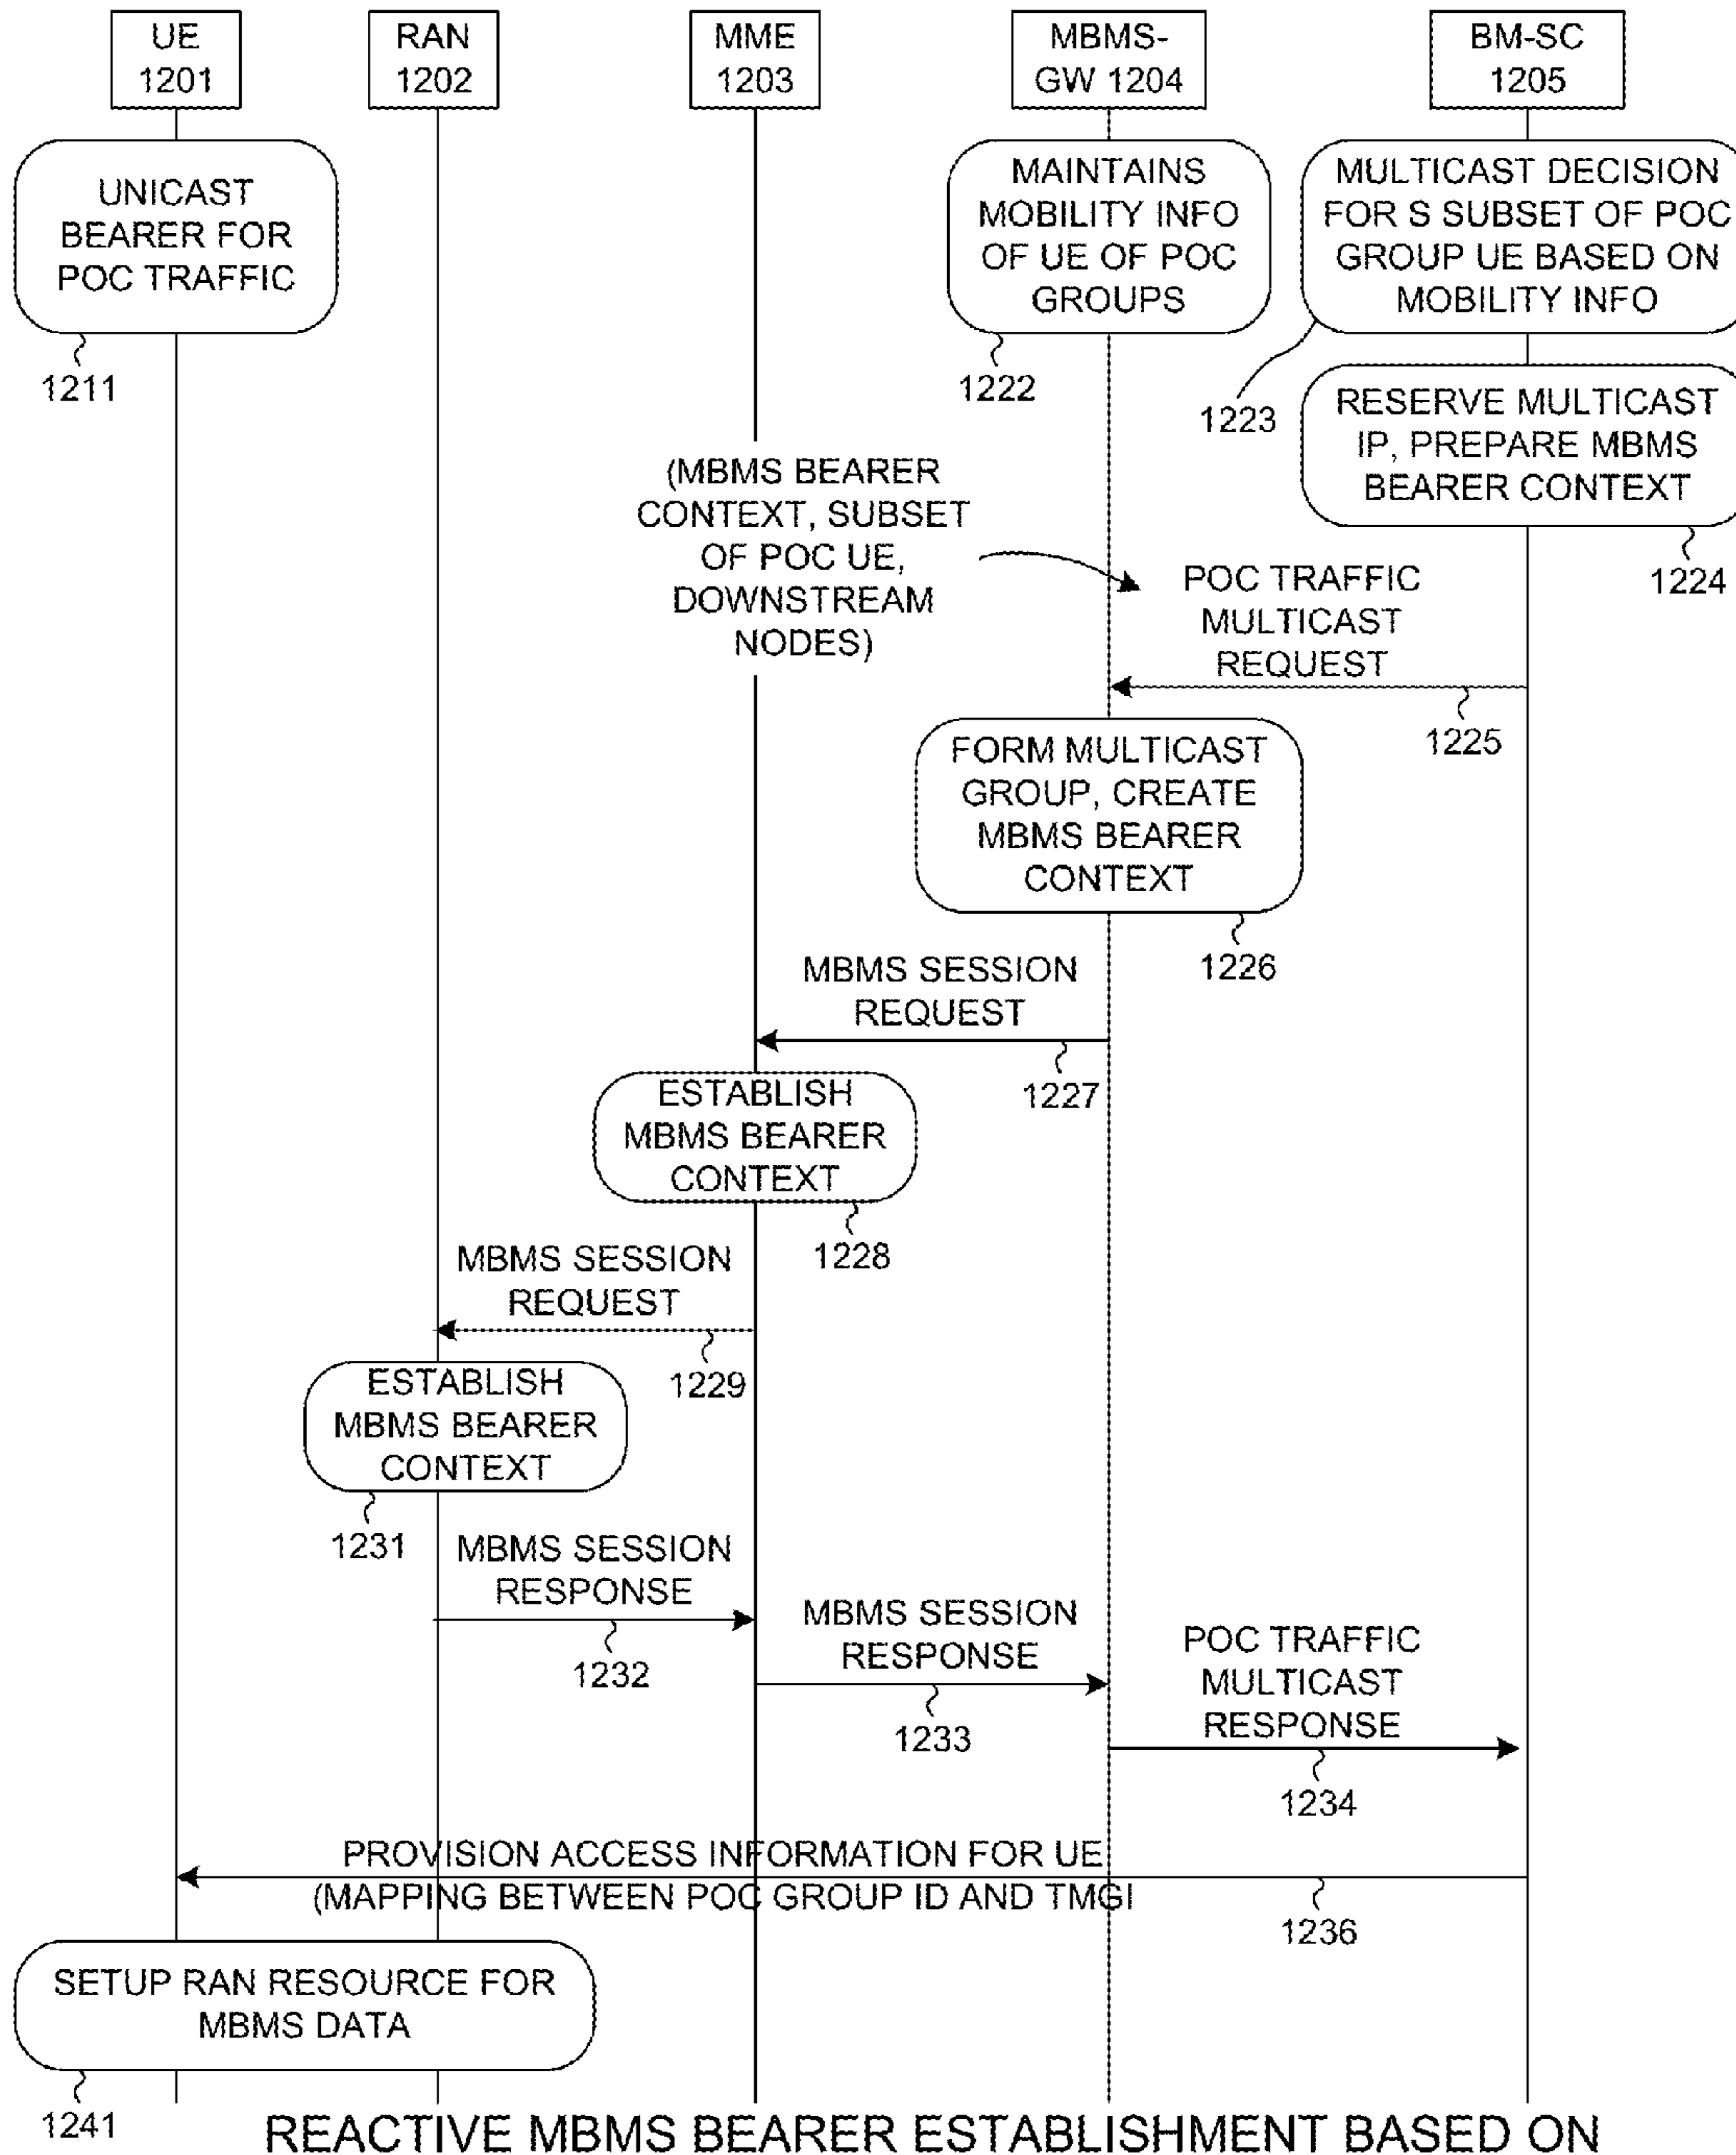 UE
1201
RAN
1202
MME
1203
MBMS-
GW 1204
BM-SC
1205
UNICAST
BEARER FOR
POC TRAFFIC
1211
MAINTAINS
MOBILITY INFO
OF UE OF POC
GROUPS
1222
MULTICAST DECISION
FOR S SUBSET OF POC
GROUP UE BASED ON
MOBILITY INFO
1223
RESERVE MULTICAST
IP, PREPARE MBMS
BEARER CONTEXT
1224
(MBMS BEARER
CONTEXT, SUBSET
OF POC UE,
DOWNSTREAM
NODES)
POC TRAFFIC
MULTICAST
REQUEST
1225
FORM MULTICAST
GROUP, CREATE
MBMS BEARER
CONTEXT
1226
MBMS SESSION
REQUEST
1227
ESTABLISH
MBMS BEARER
CONTEXT
1228
MBMS SESSION
REQUEST
1229
ESTABLISH
MBMS BEARER
CONTEXT
1231
MBMS SESSION
RESPONSE
1232
MBMS SESSION
RESPONSE
1233
POC TRAFFIC
MULTICAST
RESPONSE
1234
PROVISION ACCESS INFORMATION FOR UE
(MAPPING BETWEEN POC GROUP ID AND TMGI
1236
SETUP RAN RESOURCE FOR
MBMS DATA
1241
REACTIVE MBMS BEARER ESTABLISHMENT BASED ON